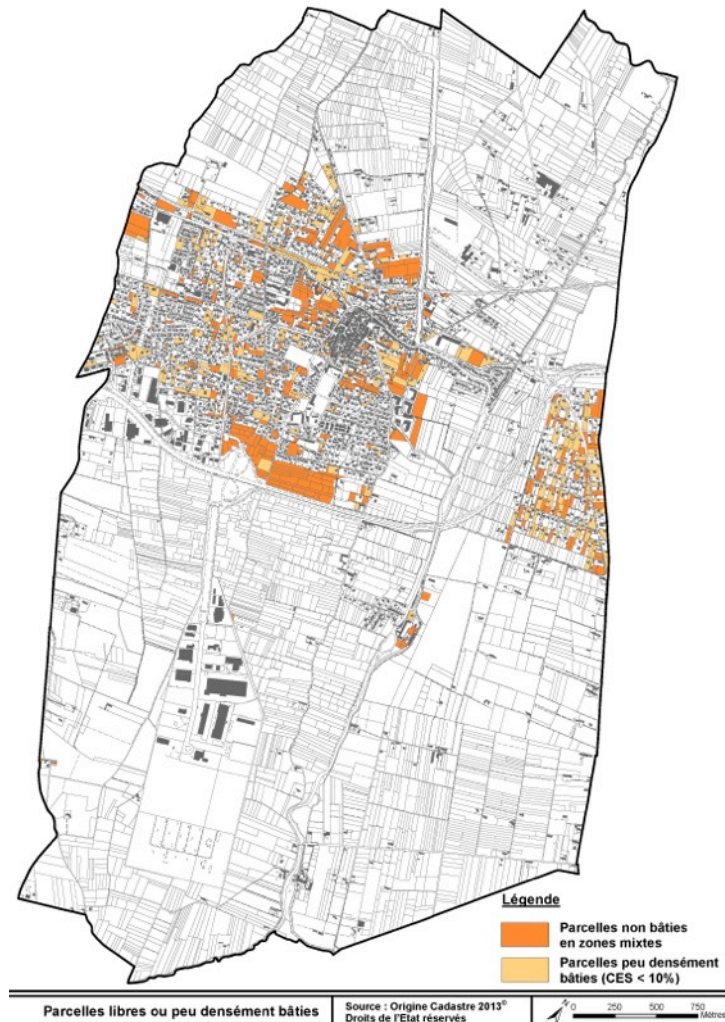 Légende
Parcelles non bâties
en zones mixtes
Parcelles peu densément
bâties (CES < 10%)
Parcelles libres ou peu densément bâties
Source : Origine Cadastre 2013©
Droits de l'Etat réservés
N
0 250 500 750
Mètres